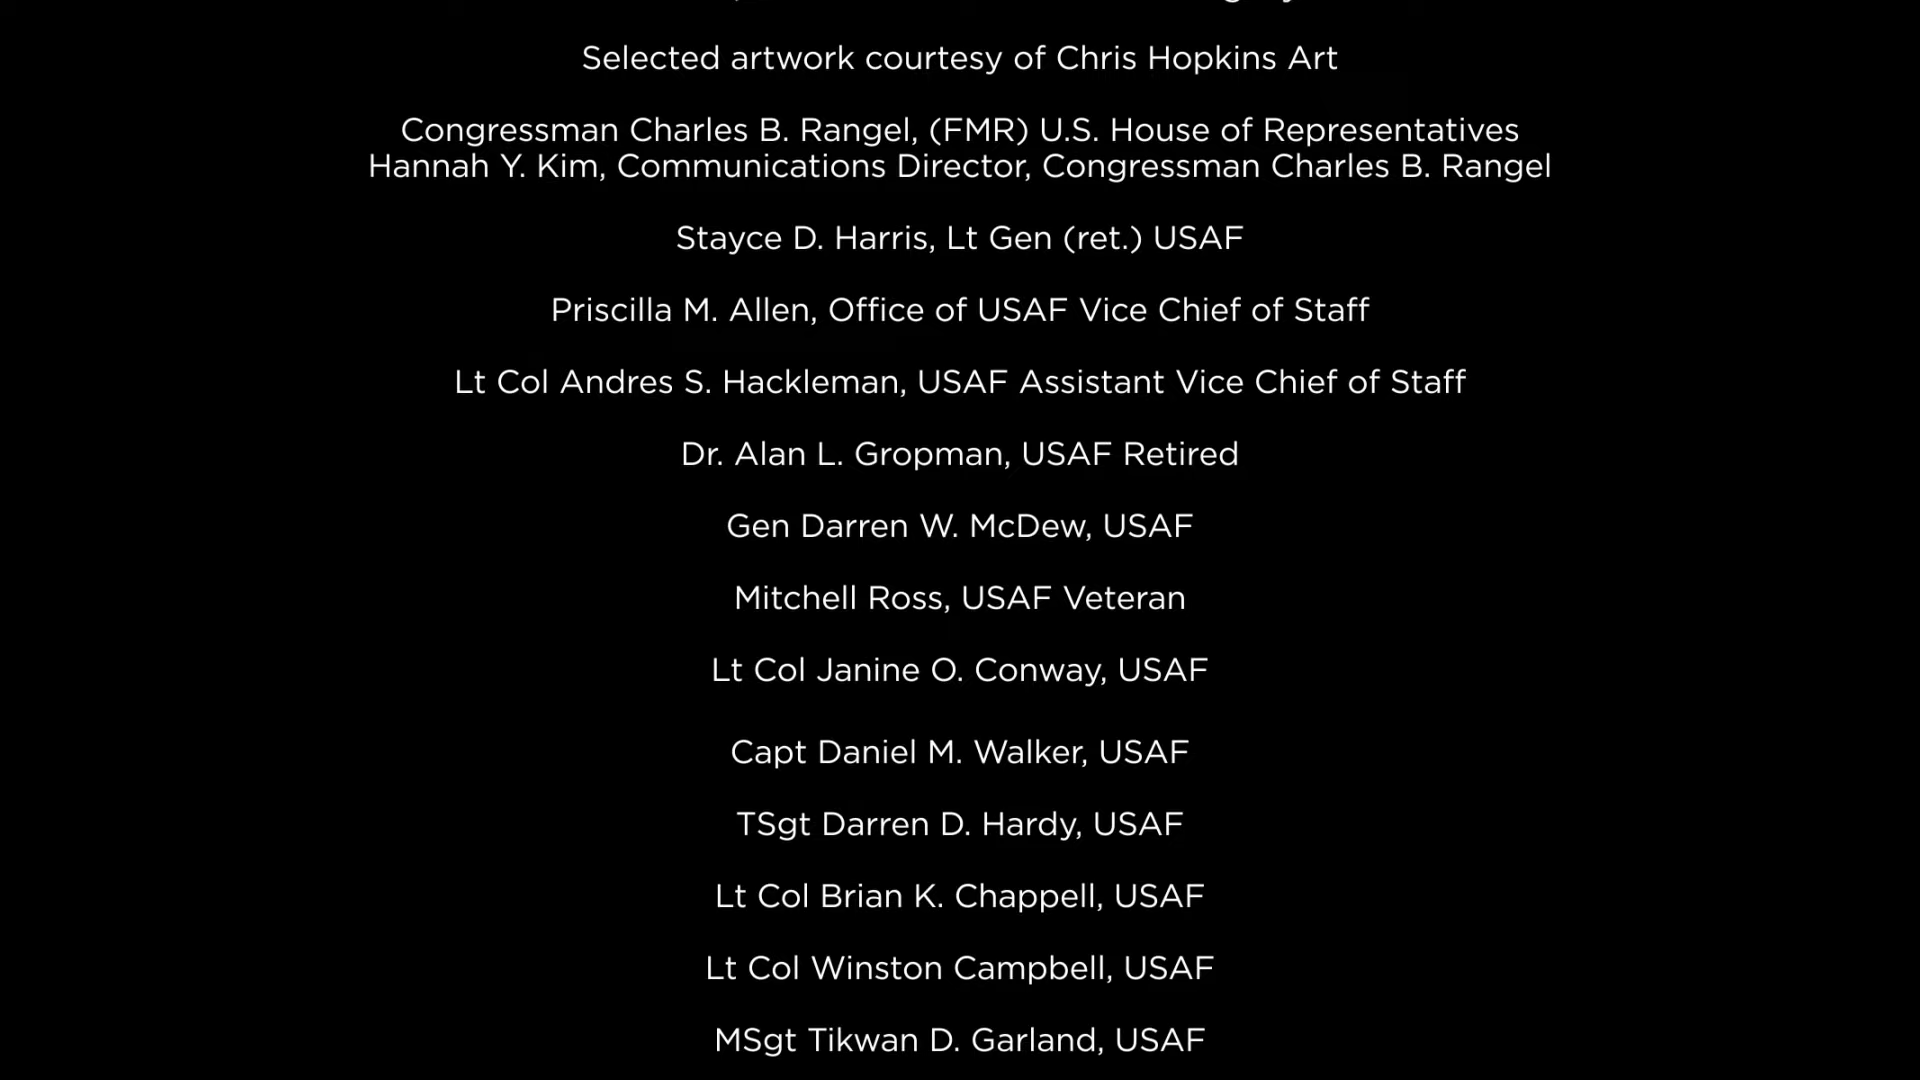 Selected artwork courtesy of Chris Hopkins Art
Congressman Charles B. Rangel, (FMR) U.S. House of Representatives
Hannah Y. Kim, Communications Director, Congressman Charles B. Rangel
Stayce D. Harris, Lt Gen (ret.) USAF
Priscilla M. Allen, Office of USAF Vice Chief of Staff
Lt Col Andres S. Hackleman, USAF Assistant Vice Chief of Staff
Dr. Alan L. Gropman, USAF Retired
Gen Darren W. McDew, USAF
Mitchell Ross, USAF Veteran
Lt Col Janine O. Conway, USAF
Capt Daniel M. Walker, USAF
TSgt Darren D. Hardy, USAF
Lt Col Brian K. Chappell, USAF
Lt Col Winston Campbell, USAF
MSgt Tikwan D. Garland, USAF